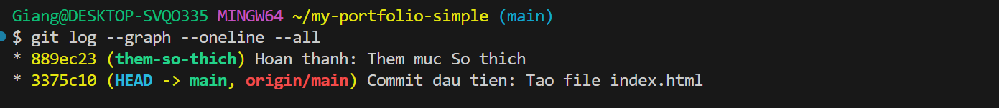 Giang@DESKTOP-SVQO335 MINGW64 ~/my-portfolio-simple (main)
$ git log --graph --oneline --all
* 889ec23 (them-so-thich) Hoan thanh: Them muc So thich
* 3375c10 (HEAD -> main, origin/main) Commit dau tien: Tao file index.html